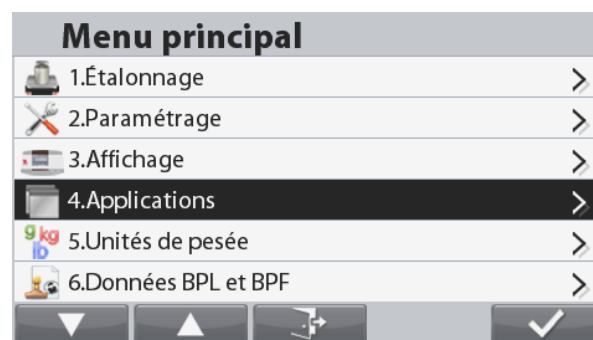 Menu principal
1.Étalonnage
2.Paramétrage
3.Affichage
4.Applications
5.Unités de pesée
6.Données BPL et BPF